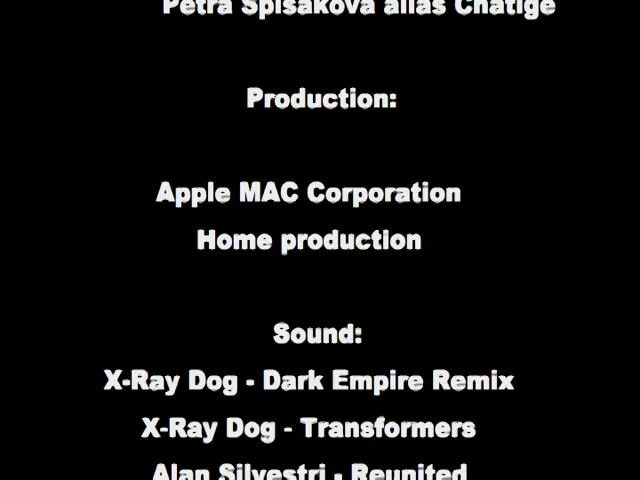 Petra Spisakova alias Chatige
Production:
Apple MAC Corporation
Home production
Sound:
X-Ray Dog - Dark Empire Remix
X-Ray Dog - Transformers
Alan Silvestri - Reunited